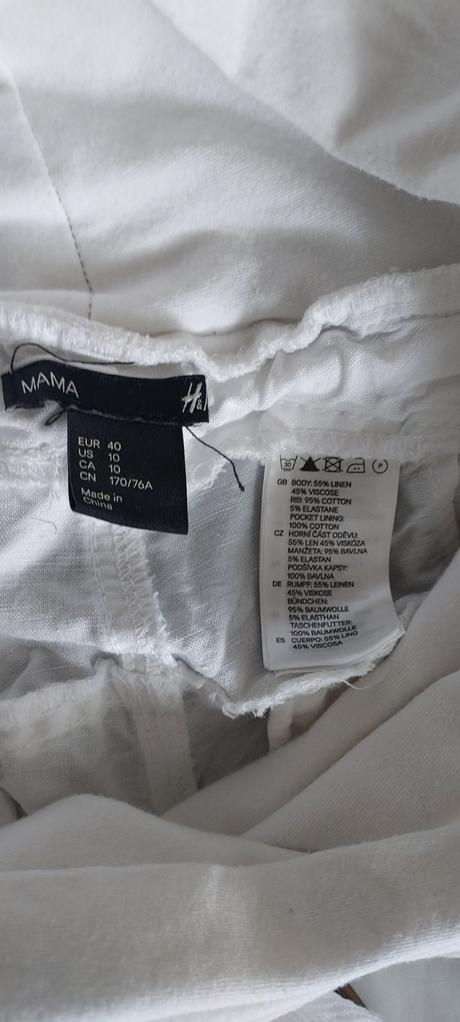 MAMA
H&
EUR 40
US 10
CA 10
CN 170/76A
Made in
China
30
P
GB BODY: 55% LINEN
45% VISCOSE
RIB: 95% COTTON
5% ELASTANE
POCKET LINING:
100% COTTON
CZ HORNÍ ČÁST ODĚVU:
55% LEN 45% VISKÓZA
MANŽETA: 95% BAVLNA
5% ELASTAN
PODŠÍVKA KAPSY:
100% BAVLNA
DE RUMPF: 55% LEINEN
45% VISKOSE
BÜNDCHEN:
95% BAUMWOLLE
5% ELASTHAN
TASCHENFUTTER:
100% BAUMWOLLE
ES CUERPO: 55% LINO
45% VISCOSA